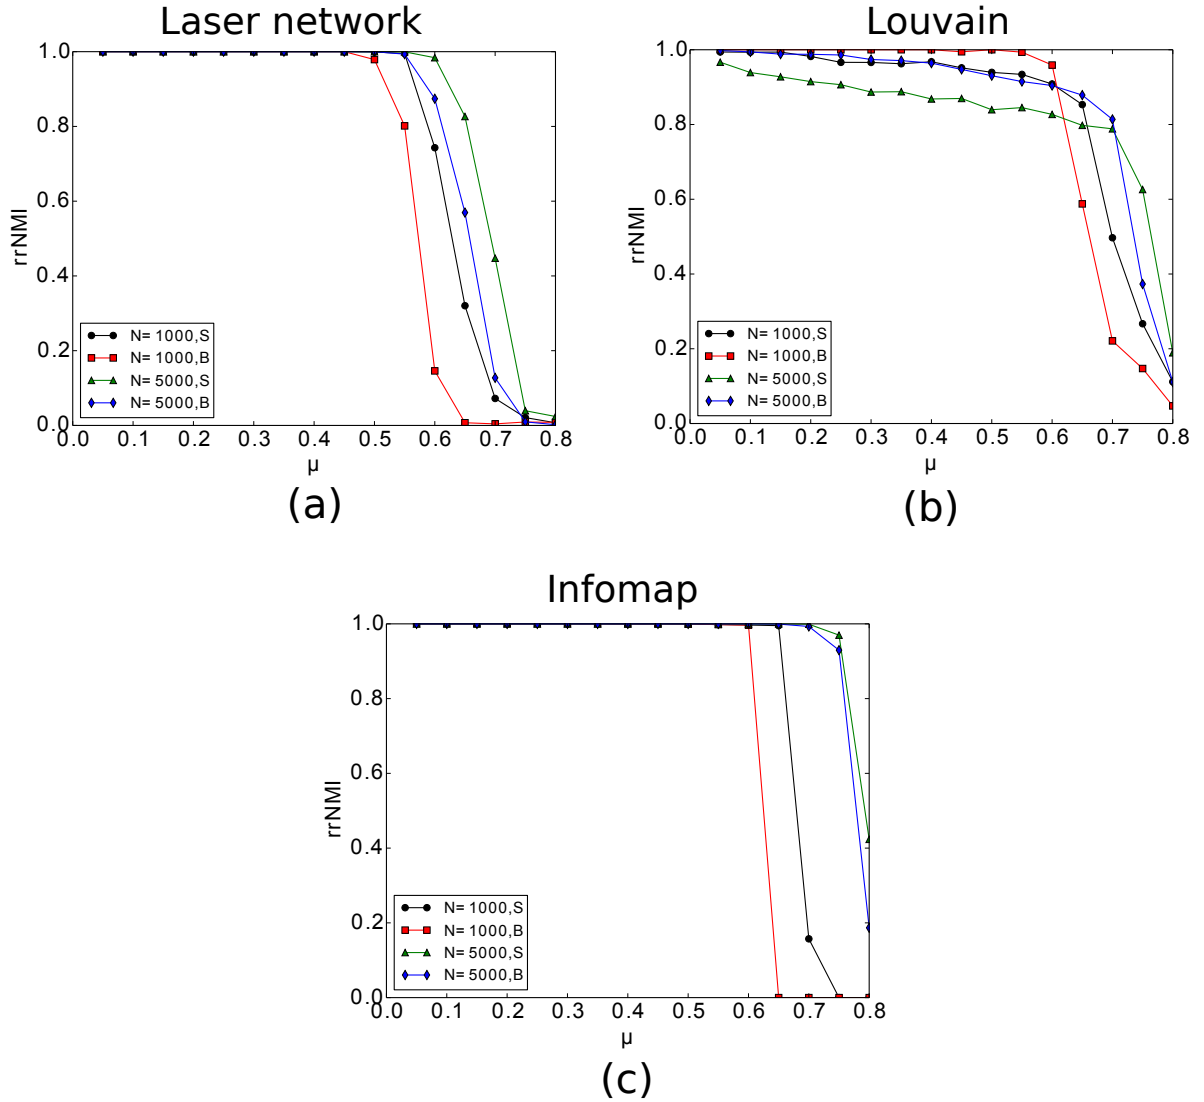 Laser network
1.0
0.8
0.6
0.4
0.2
0.0
rrNMI
N= 1000,S
N= 1000,B
N= 5000,S
N= 5000,B
0.0 0.1 0.2 0.3 0.4 0.5 0.6 0.7 0.8
μ
(a)
Louvain
1.0
0.8
0.6
0.4
0.2
0.0
rrNMI
N= 1000,S
N= 1000,B
N= 5000,S
N= 5000,B
0.0 0.1 0.2 0.3 0.4 0.5 0.6 0.7 0.8
μ
(b)
Infomap
1.0
0.8
0.6
0.4
0.2
0.0
rrNMI
N= 1000,S
N= 1000,B
N= 5000,S
N= 5000,B
0.0 0.1 0.2 0.3 0.4 0.5 0.6 0.7 0.8
μ
(c)